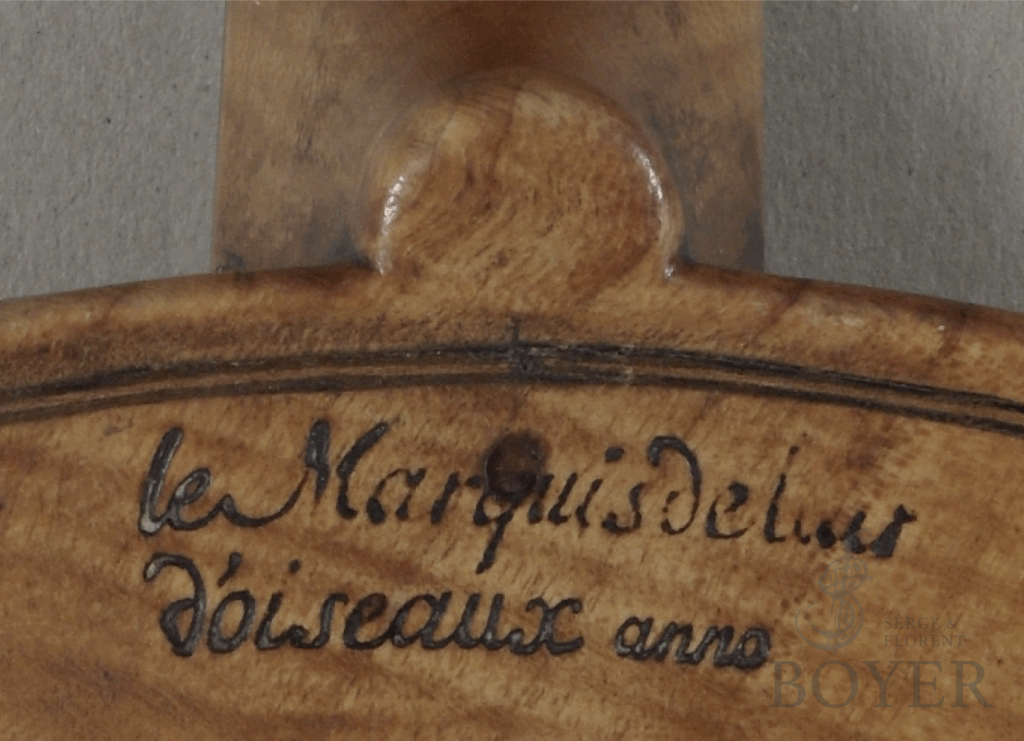 le Marquis de lur
d'oiseaux anno
SERGE &
FLORENT
BOYER